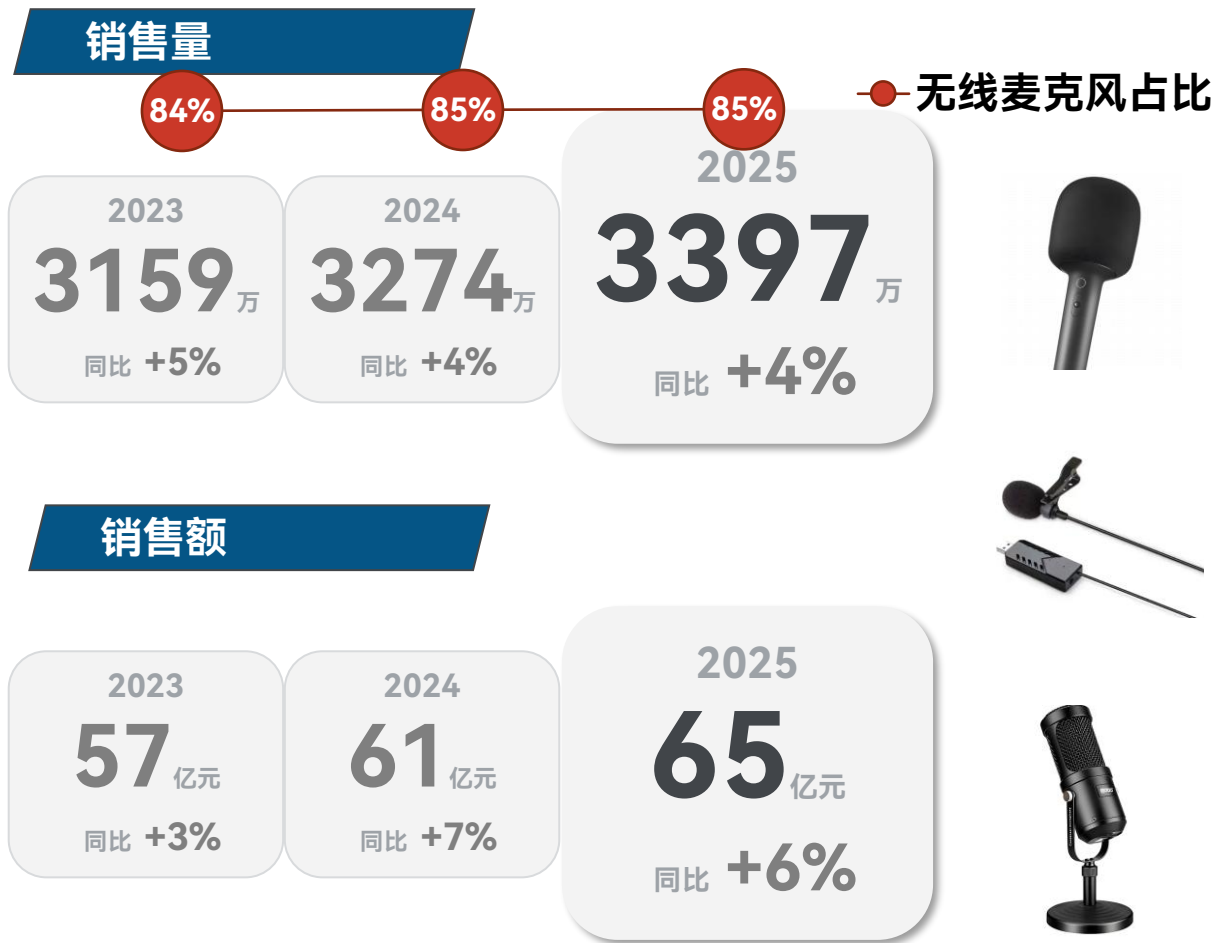 销售量
84%
85%
85%
无线麦克风占比
2023
3159万
同比 +5%
2024
3274万
同比 +4%
2025
3397万
同比 +4%
销售额
2023
57亿元
同比 +3%
2024
61亿元
同比 +7%
2025
65亿元
同比 +6%